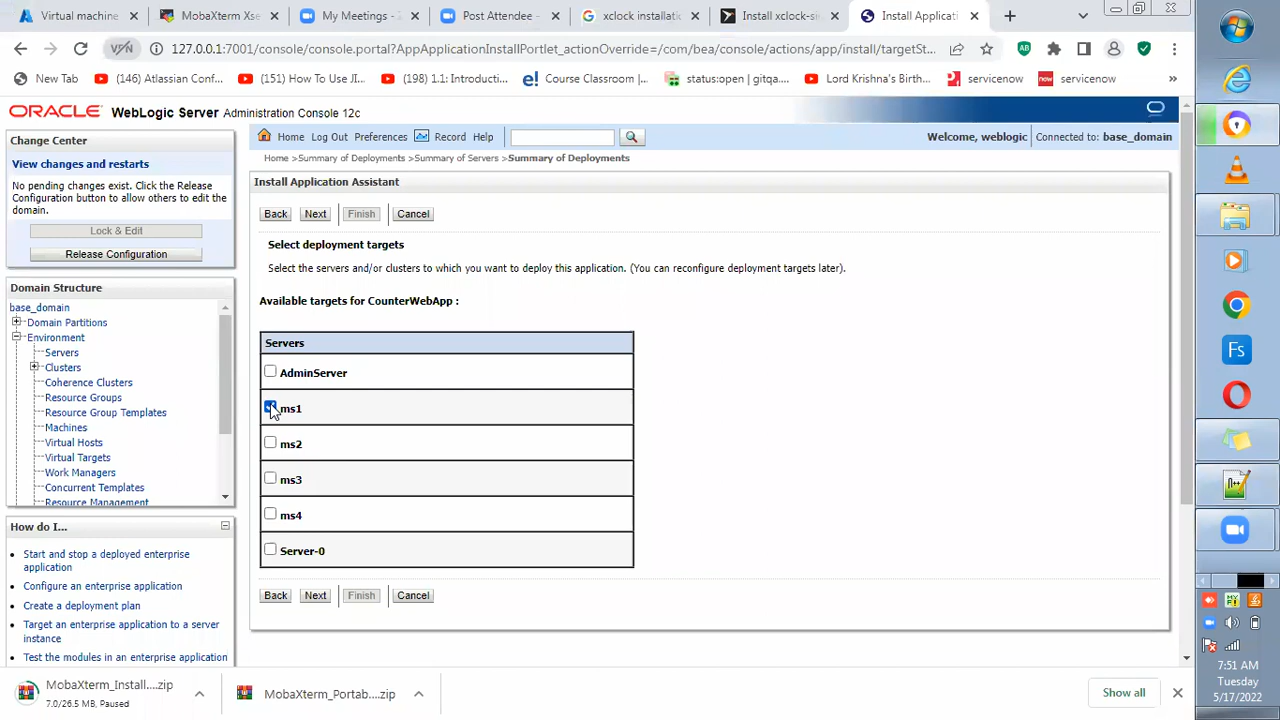 Virtual machine
MobaXterm Xse
My Meetings -
Post Attendee -
xclock installati
Install xclock-si
Install Applicati
VPN
127.0.0.1:7001/console/console.portal?AppApplicationInstallPortlet_actionOverride=/com/bea/console/actions/app/install/targetSt...
New Tab
(146) Atlassian Conf...
(151) How To Use JI...
(198) 1.1: Introducti...
Course Classroom |...
status:open | gitqa....
Lord Krishna's Birth...
servicenow
servicenow
»
ORACLE WebLogic Server Administration Console 12c
Change Center
View changes and restarts
No pending changes exist. Click the Release
Configuration button to allow others to edit the
domain.
Lock & Edit
Release Configuration
Domain Structure
base_domain
Domain Partitions
Environment
Servers
Clusters
Coherence Clusters
Resource Groups
Resource Group Templates
Machines
Virtual Hosts
Virtual Targets
Work Managers
Concurrent Templates
Resource Management
How do I...
Start and stop a deployed enterprise
application
Configure an enterprise application
Create a deployment plan
Target an enterprise application to a server
instance
Test the modules in an enterprise application
Home Log Out Preferences Record Help
Welcome, weblogic
Connected to: base_domain
Home >Summary of Deployments >Summary of Servers >Summary of Deployments
Install Application Assistant
Back Next Finish Cancel
Select deployment targets
Select the servers and/or clusters to which you want to deploy this application. (You can reconfigure deployment targets later).
Available targets for CounterWebApp :
Servers
AdminServer
ms1
ms2
ms3
ms4
Server-0
Back Next Finish Cancel
MobaXterm_Install....zip
7.0/26.5 MB, Paused
MobaXterm_Portab....zip
Show all
Fs
7:51 AM
Tuesday
5/17/2022